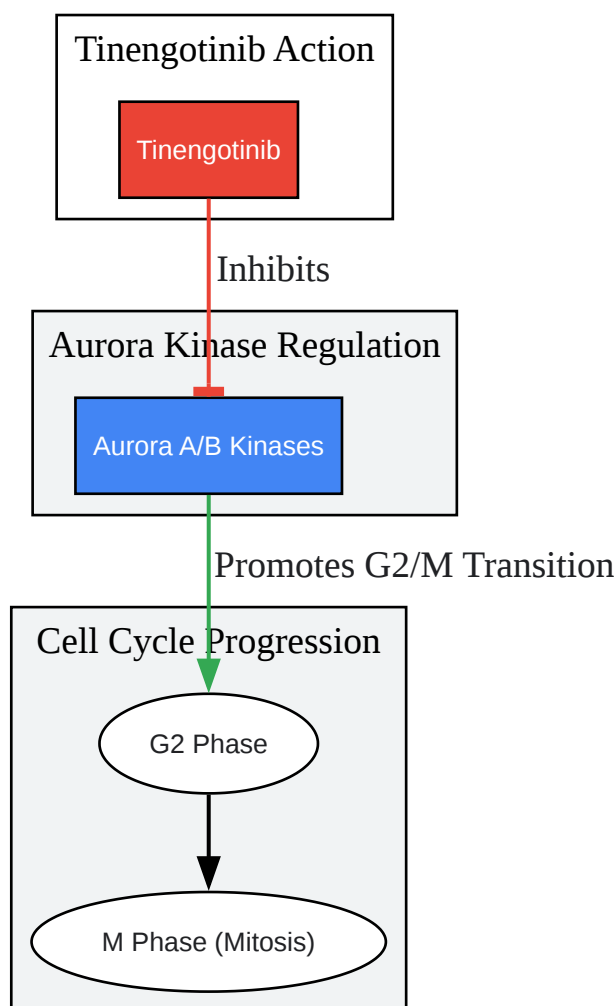 Tinengotinib Action
Tinengotinib
Inhibits
Aurora Kinase Regulation
Aurora A/B Kinases
Promotes G2/M Transition
Cell Cycle Progression
G2 Phase
M Phase (Mitosis)